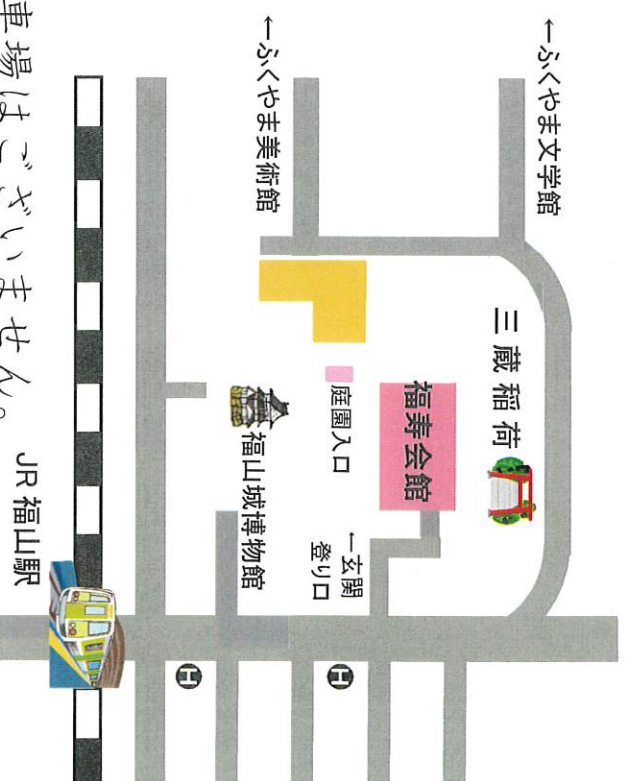 ←ふくやま文学館
三蔵稲荷
福寿会館
←玄関
登り口
庭園入口
H
←ふくやま美術館
福山城博物館
H
JR福山駅
車場はございません。